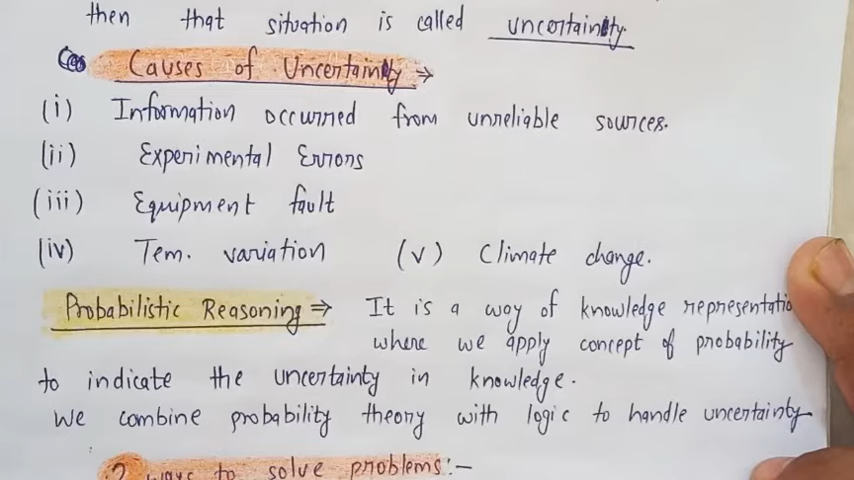 then that situation is called uncertainty
Causes of Uncertainty →
(i) Information occurred from unreliable sources.
(ii) Experimental Errors
(iii) Equipment fault
(iv) Tem. variation (v) Climate change.
Probabilistic Reasoning ⇒ It is a way of knowledge representatio
where we apply concept of probability
to indicate the uncertainty in knowledge.
We combine probability theory with logic to handle uncertainty
2 ways to solve problems:-